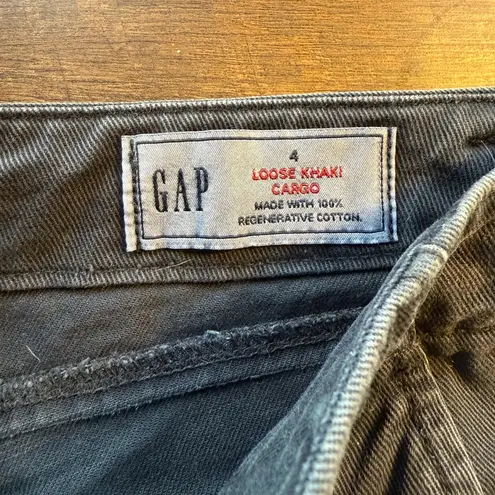 GAP
4
LOOSE KHAKI
CARGO
MADE WITH 100%
REGENERATIVE COTTON.